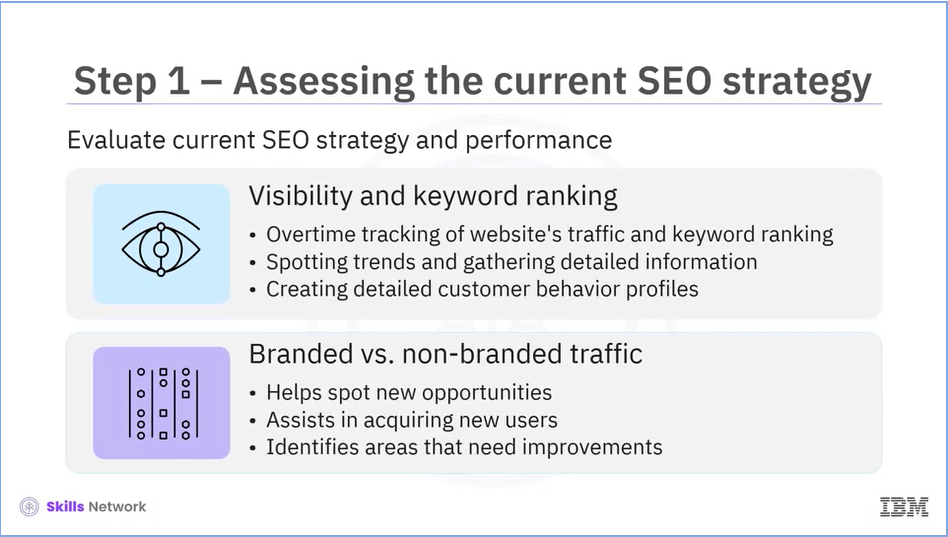 Step 1 – Assessing the current SEO strategy
Evaluate current SEO strategy and performance
Visibility and keyword ranking
• Overtime tracking of website's traffic and keyword ranking
• Spotting trends and gathering detailed information
• Creating detailed customer behavior profiles
Branded vs. non-branded traffic
• Helps spot new opportunities
• Assists in acquiring new users
• Identifies areas that need improvements
Skills Network
IBM